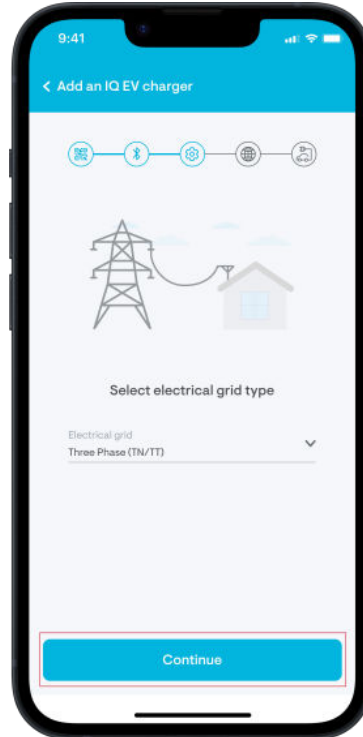 9:41
Add an IQ EV charger
Select electrical grid type
Electrical grid
Three Phase (TN/TT)
Continue